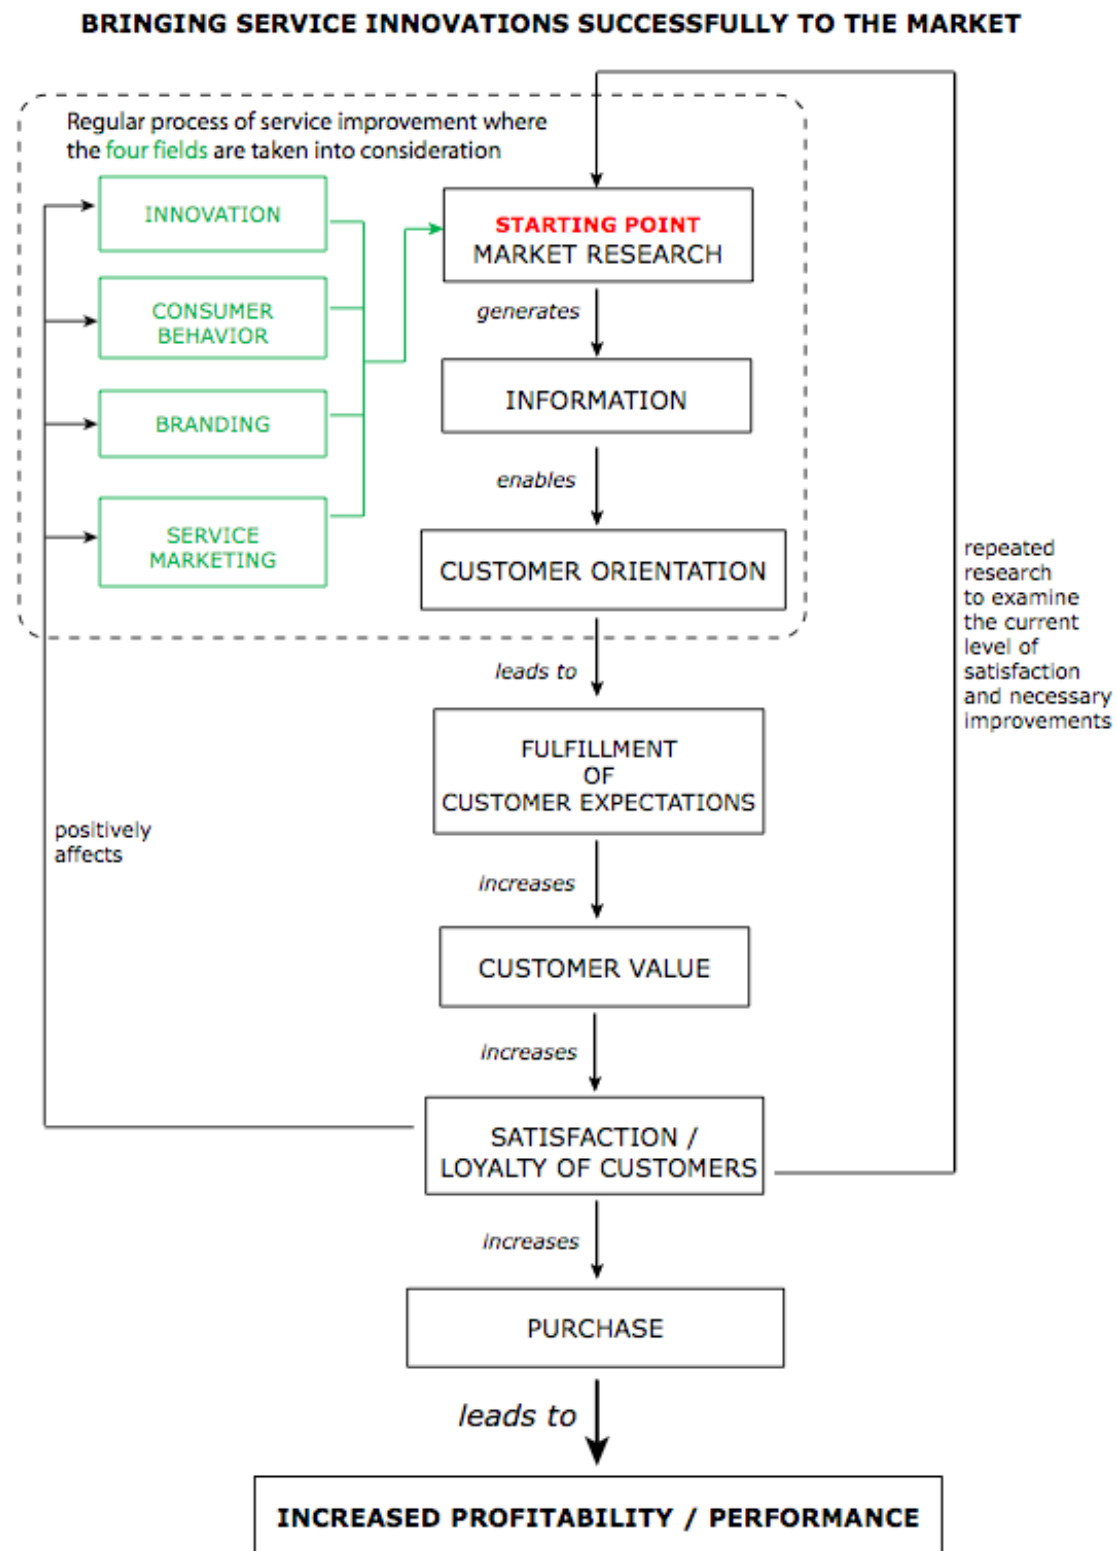 BRINGING SERVICE INNOVATIONS SUCCESSFULLY TO THE MARKET
Regular process of service improvement where
the four fields are taken into consideration
INNOVATION
CONSUMER
BEHAVIOR
BRANDING
SERVICE
MARKETING
STARTING POINT
MARKET RESEARCH
generates
INFORMATION
enables
CUSTOMER ORIENTATION
leads to
FULFILLMENT
OF
CUSTOMER EXPECTATIONS
increases
CUSTOMER VALUE
increases
SATISFACTION /
LOYALTY OF CUSTOMERS
increases
PURCHASE
leads to
INCREASED PROFITABILITY / PERFORMANCE
positively
affects
repeated
research
to examine
the current
level of
satisfaction
and necessary
improvements